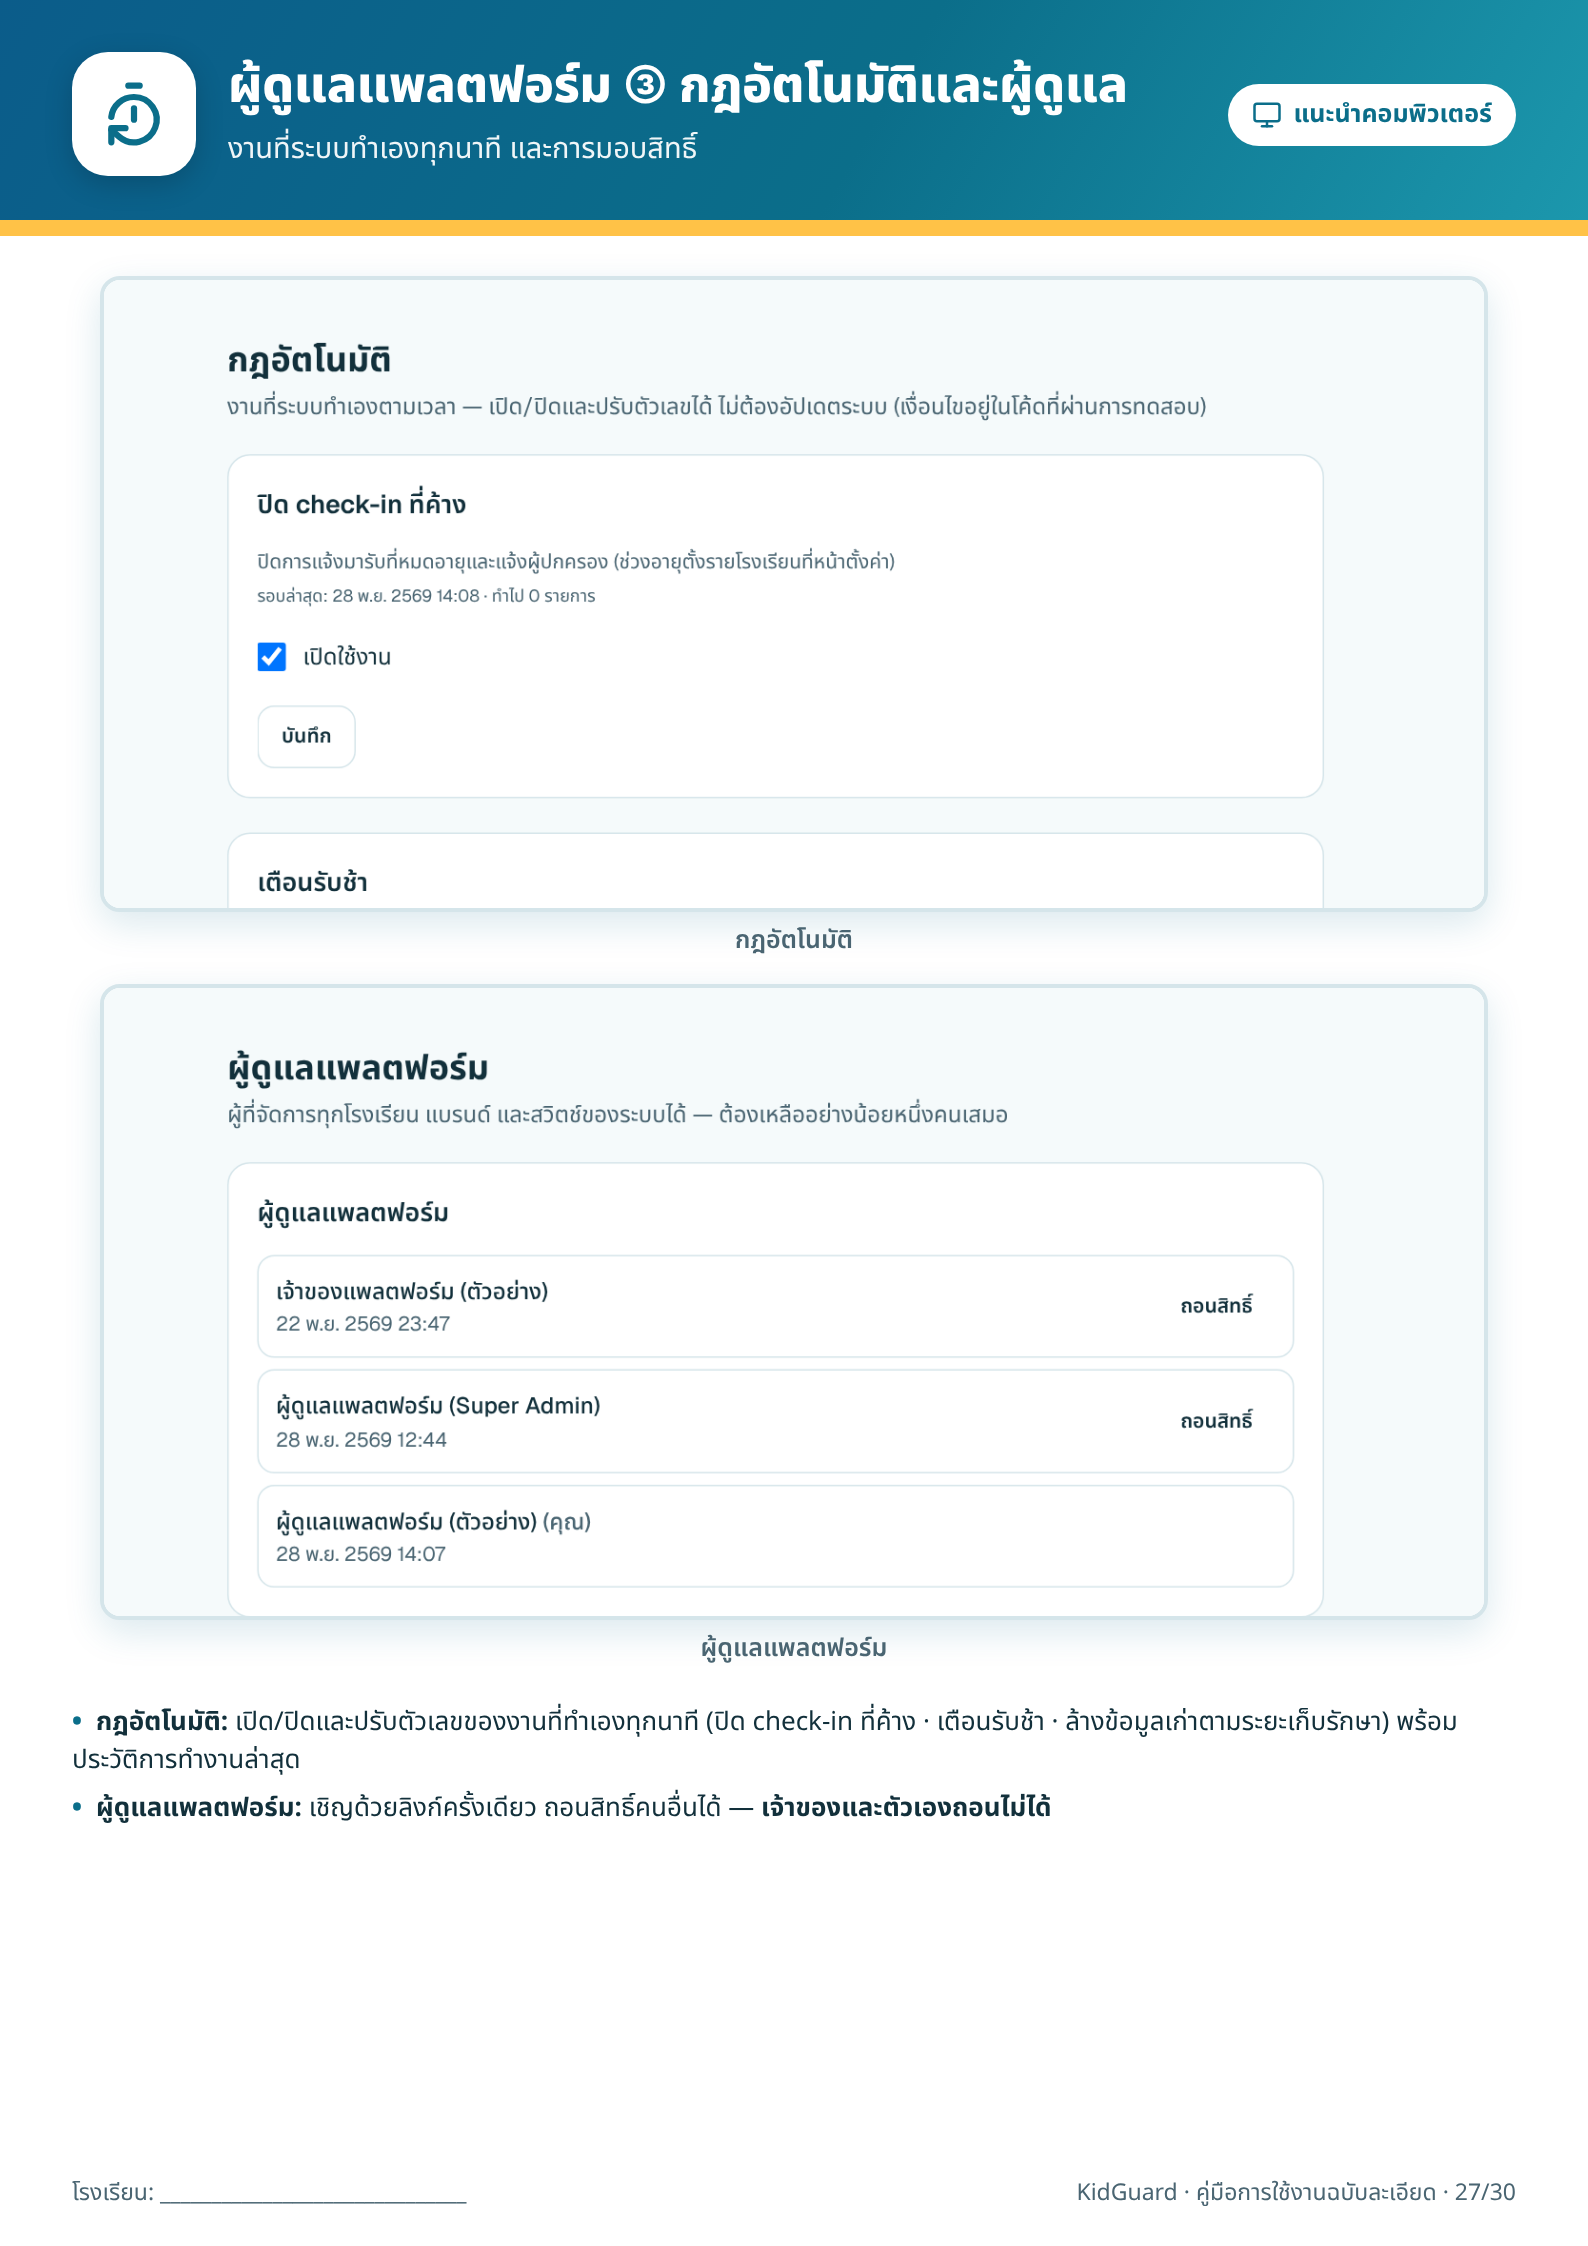 ผู้ดูแลแพลตฟอร์ม ③ กฎอัตโนมัติและผู้ดูแล
งานที่ระบบทำเองทุกนาที และการมอบสิทธิ์
แนะนำคอมพิวเตอร์
กฎอัตโนมัติ
งานที่ระบบทำเองตามเวลา — เปิด/ปิดและปรับตัวเลขได้ ไม่ต้องอัปเดตระบบ (เงื่อนไขอยู่ในโค้ดที่ผ่านการทดสอบ)
ปิด check-in ที่ค้าง
ปิดการแจ้งมารับที่หมดอายุและแจ้งผู้ปกครอง (ช่วงอายุตั้งรายโรงเรียนที่หน้าตั้งค่า)
รอบล่าสุด: 28 พ.ย. 2569 14:08 · ทำไป 0 รายการ
เปิดใช้งาน
บันทึก
เตือนรับช้า
กฎอัตโนมัติ
ผู้ดูแลแพลตฟอร์ม
ผู้ที่จัดการทุกโรงเรียน แบรนด์ และสวิตช์ของระบบได้ — ต้องเหลืออย่างน้อยหนึ่งคนเสมอ
ผู้ดูแลแพลตฟอร์ม
เจ้าของแพลตฟอร์ม (ตัวอย่าง)
22 พ.ย. 2569 23:47
ถอนสิทธิ์
ผู้ดูแลแพลตฟอร์ม (Super Admin)
28 พ.ย. 2569 12:44
ถอนสิทธิ์
ผู้ดูแลแพลตฟอร์ม (ตัวอย่าง) (คุณ)
28 พ.ย. 2569 14:07
ผู้ดูแลแพลตฟอร์ม
• กฎอัตโนมัติ: เปิด/ปิดและปรับตัวเลขของงานที่ทำเองทุกนาที (ปิด check-in ที่ค้าง · เตือนรับช้า · ล้างข้อมูลเก่าตามระยะเก็บรักษา) พร้อม
ประวัติการทำงานล่าสุด
• ผู้ดูแลแพลตฟอร์ม: เชิญด้วยลิงก์ครั้งเดียว ถอนสิทธิ์คนอื่นได้ — เจ้าของและตัวเองถอนไม่ได้
โรงเรียน: ____________________________
KidGuard · คู่มือการใช้งานฉบับละเอียด · 27/30